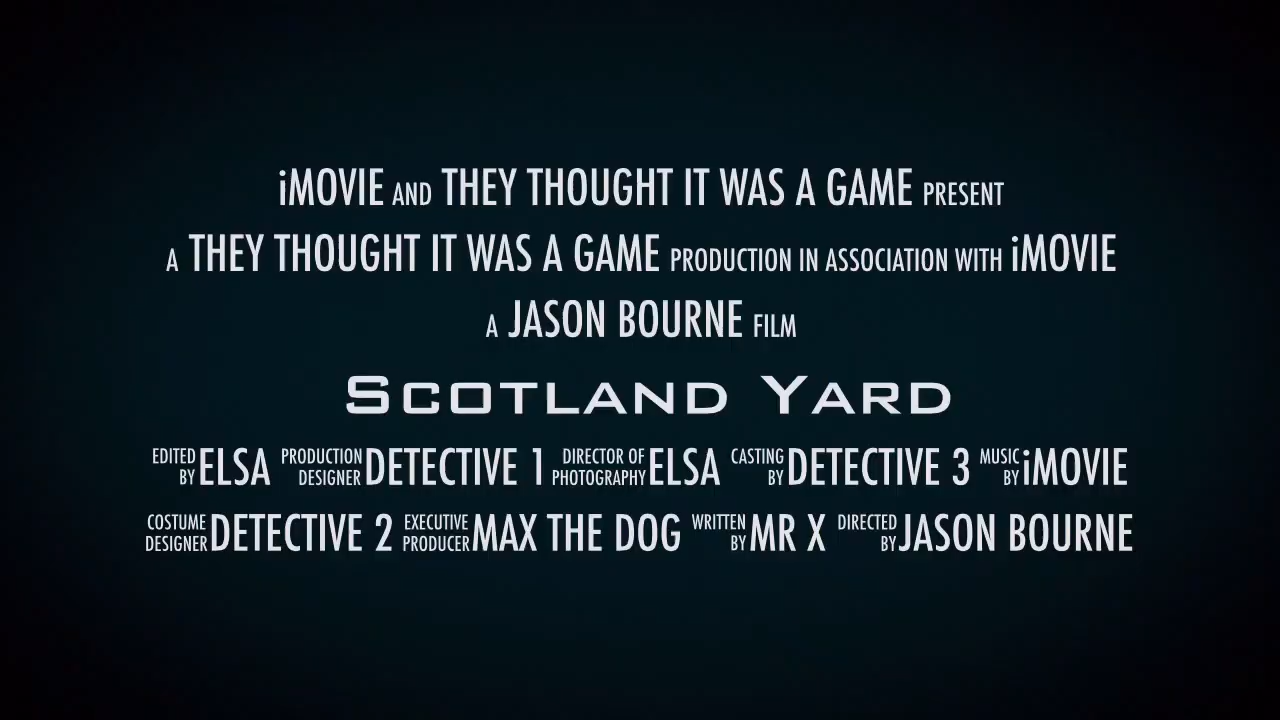 iMOVIE AND THEY THOUGHT IT WAS A GAME PRESENT
A THEY THOUGHT IT WAS A GAME PRODUCTION IN ASSOCIATION WITH iMOVIE
A JASON BOURNE FILM
SCOTLAND YARD
EDITED BY ELSA PRODUCTION DESIGNER DETECTIVE 1 DIRECTOR OF PHOTOGRAPHY ELSA CASTING BY DETECTIVE 3 MUSIC BY iMOVIE
COSTUME DESIGNER DETECTIVE 2 EXECUTIVE PRODUCER MAX THE DOG WRITTEN BY MR X DIRECTED BY JASON BOURNE